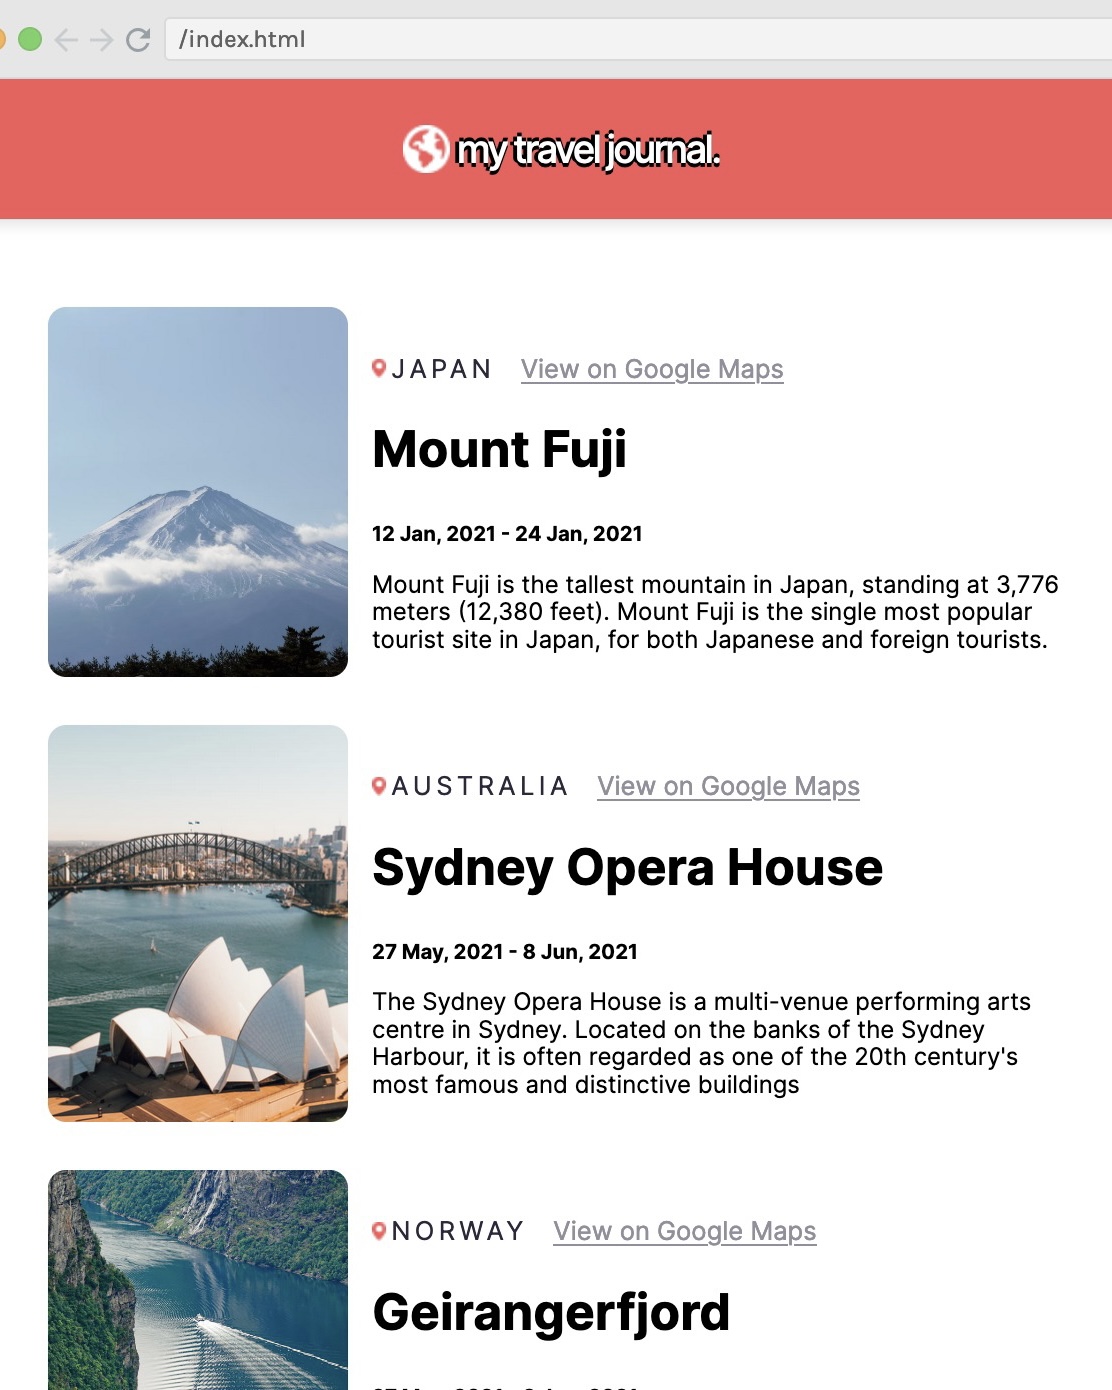 /index.html
my travel journal.
JAPAN View on Google Maps
Mount Fuji
12 Jan, 2021 - 24 Jan, 2021
Mount Fuji is the tallest mountain in Japan, standing at 3,776
meters (12,380 feet). Mount Fuji is the single most popular
tourist site in Japan, for both Japanese and foreign tourists.
AUSTRALIA View on Google Maps
Sydney Opera House
27 May, 2021 - 8 Jun, 2021
The Sydney Opera House is a multi-venue performing arts
centre in Sydney. Located on the banks of the Sydney
Harbour, it is often regarded as one of the 20th century's
most famous and distinctive buildings
NORWAY View on Google Maps
Geirangerfjord